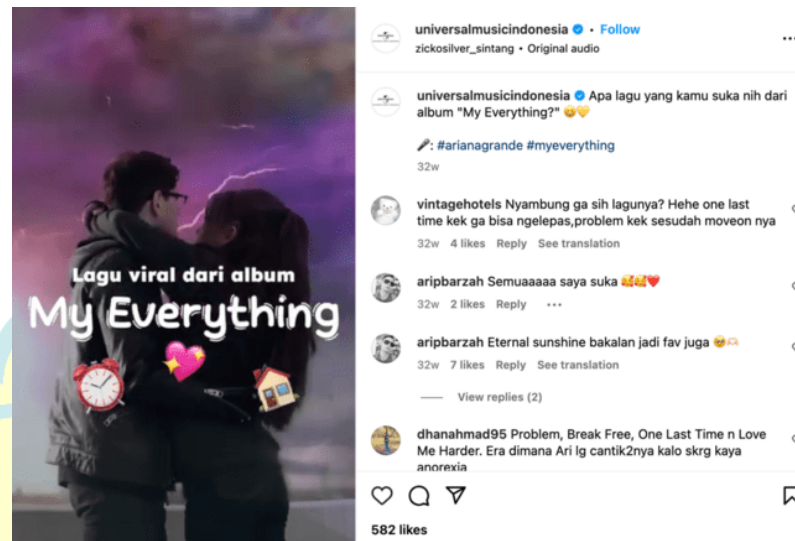 Lagu viral dari album
My Everything
universalmusicindonesia • Follow
zickosilver_sintang • Original audio
universalmusicindonesia Apa lagu yang kamu suka nih dari
album "My Everything?" 😆💛
🎤: #arianagrande #myeverything
32w
vintagehotels Nyambung ga sih lagunya? Hehe one last
time kek ga bisa ngelepas,problem kek sesudah moveon nya
32w 4 likes Reply See translation
aripbarzah Semuaaaaa saya suka 🥰🥰❤️
32w 2 likes Reply •••
aripbarzah Eternal sunshine bakalan jadi fav juga 🥹🫶🏻
32w 7 likes Reply See translation
View replies (2)
dhanahmad95 Problem, Break Free, One Last Time n Love
Me Harder. Era dimana Ari lg cantik2nya kalo skrg kaya
anorexia
582 likes